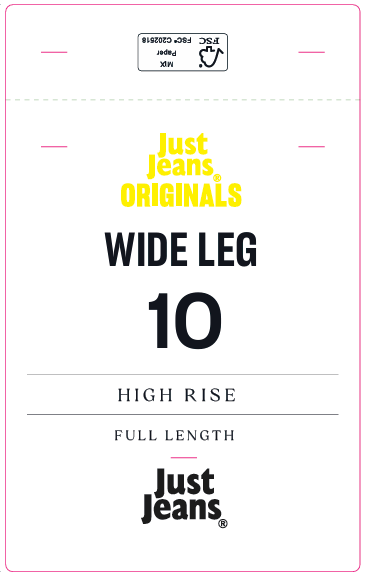 MIX
Paper
FSC
FSC® C202518
Just
Jeans®
ORIGINALS
WIDE LEG
10
HIGH RISE
FULL LENGTH
Just
Jeans®